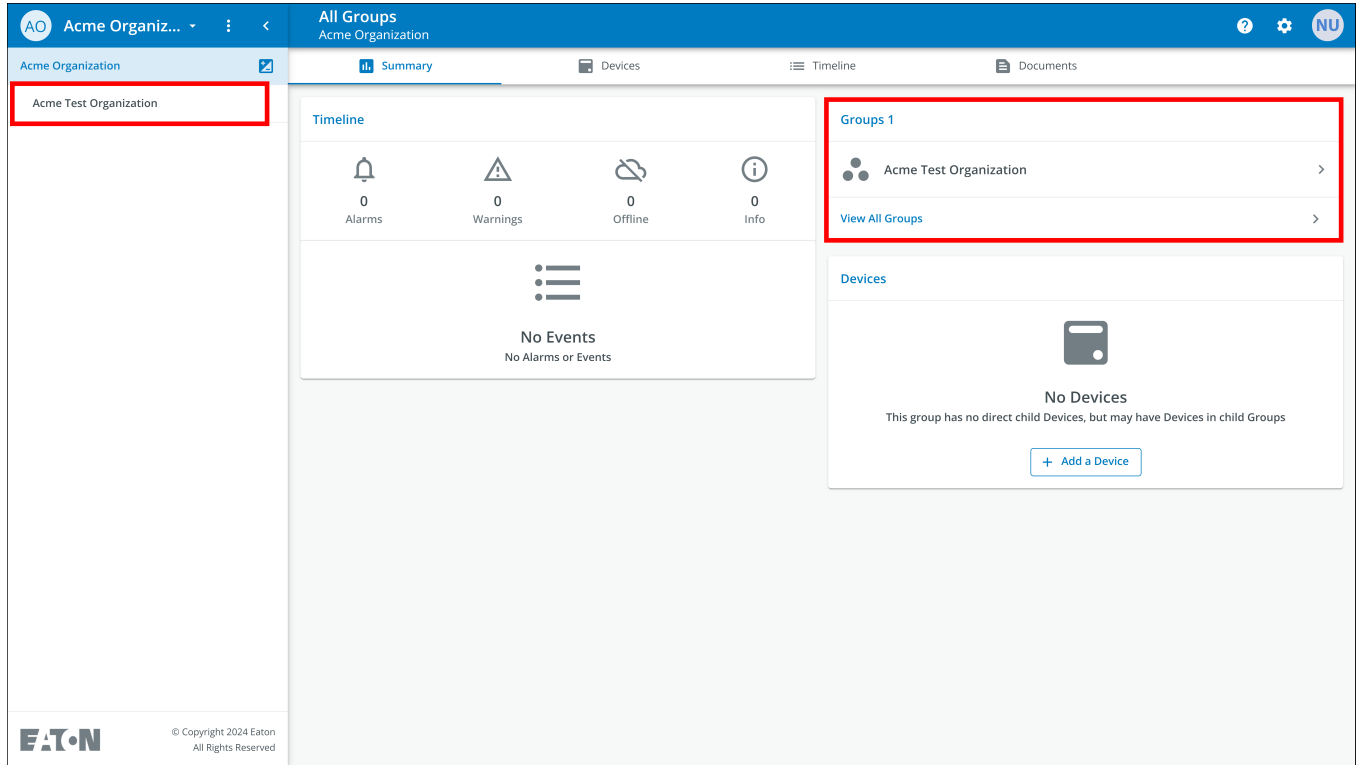 AO
Acme Organiz...
All Groups
Acme Organization
NU
Acme Organization
Acme Test Organization
Summary
Devices
Timeline
Documents
Timeline
0
Alarms
0
Warnings
0
Offline
0
Info
No Events
No Alarms or Events
Groups 1
Acme Test Organization
View All Groups
Devices
No Devices
This group has no direct child Devices, but may have Devices in child Groups
+ Add a Device
EATON
© Copyright 2024 Eaton
All Rights Reserved